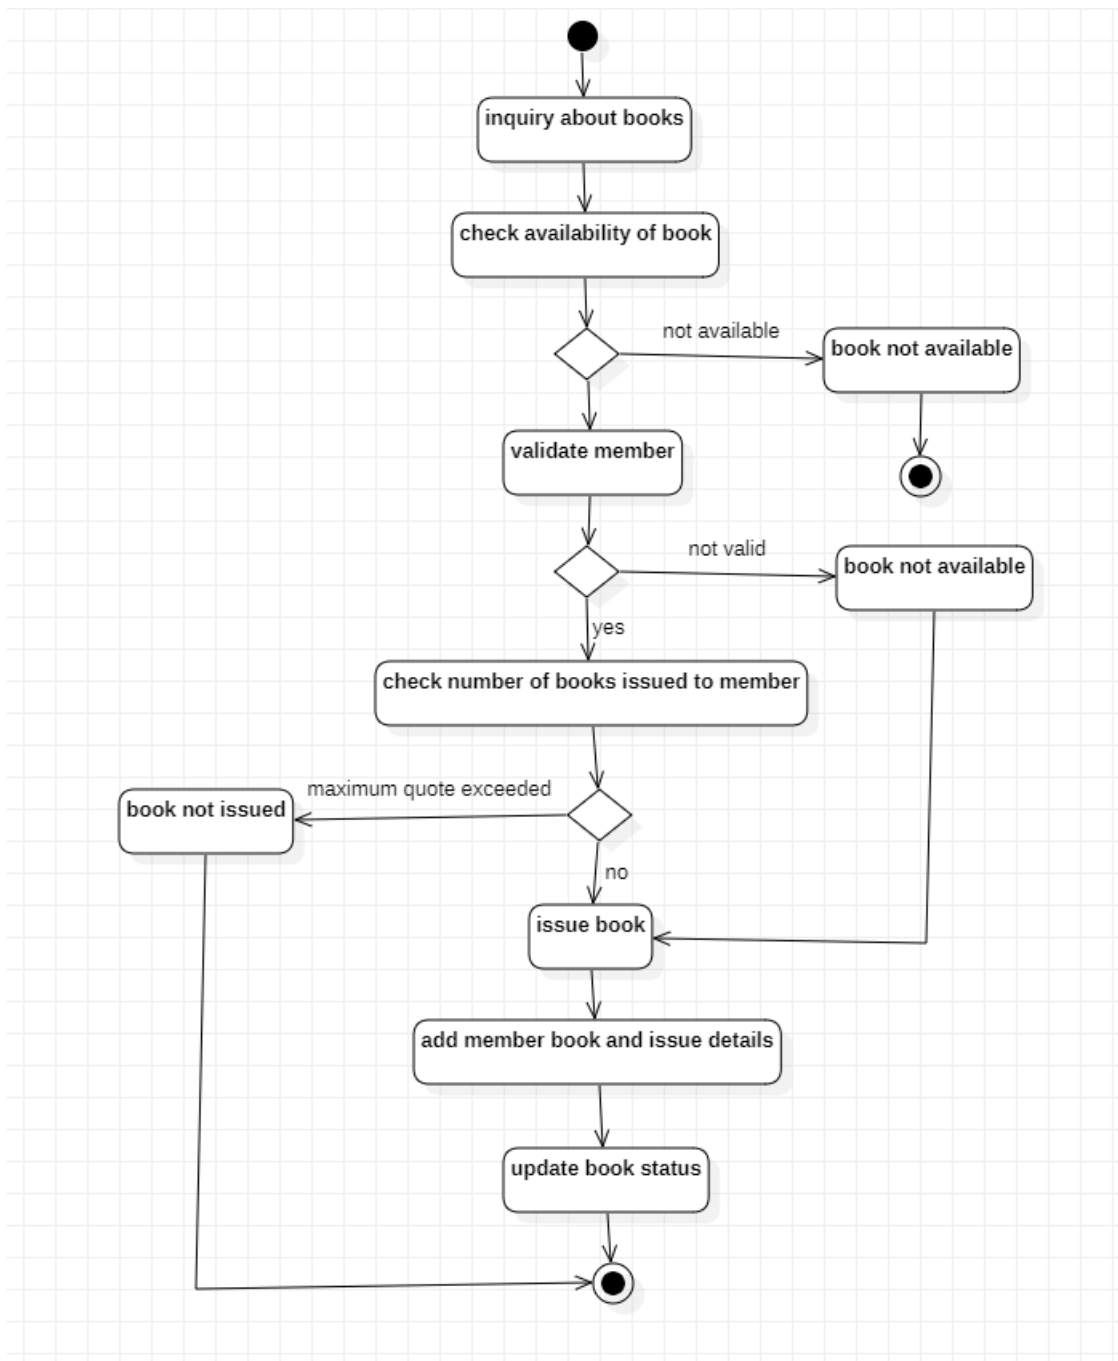 inquiry about books
check availability of book
not available
book not available
validate member
not valid
book not available
yes
check number of books issued to member
maximum quote exceeded
book not issued
no
issue book
add member book and issue details
update book status